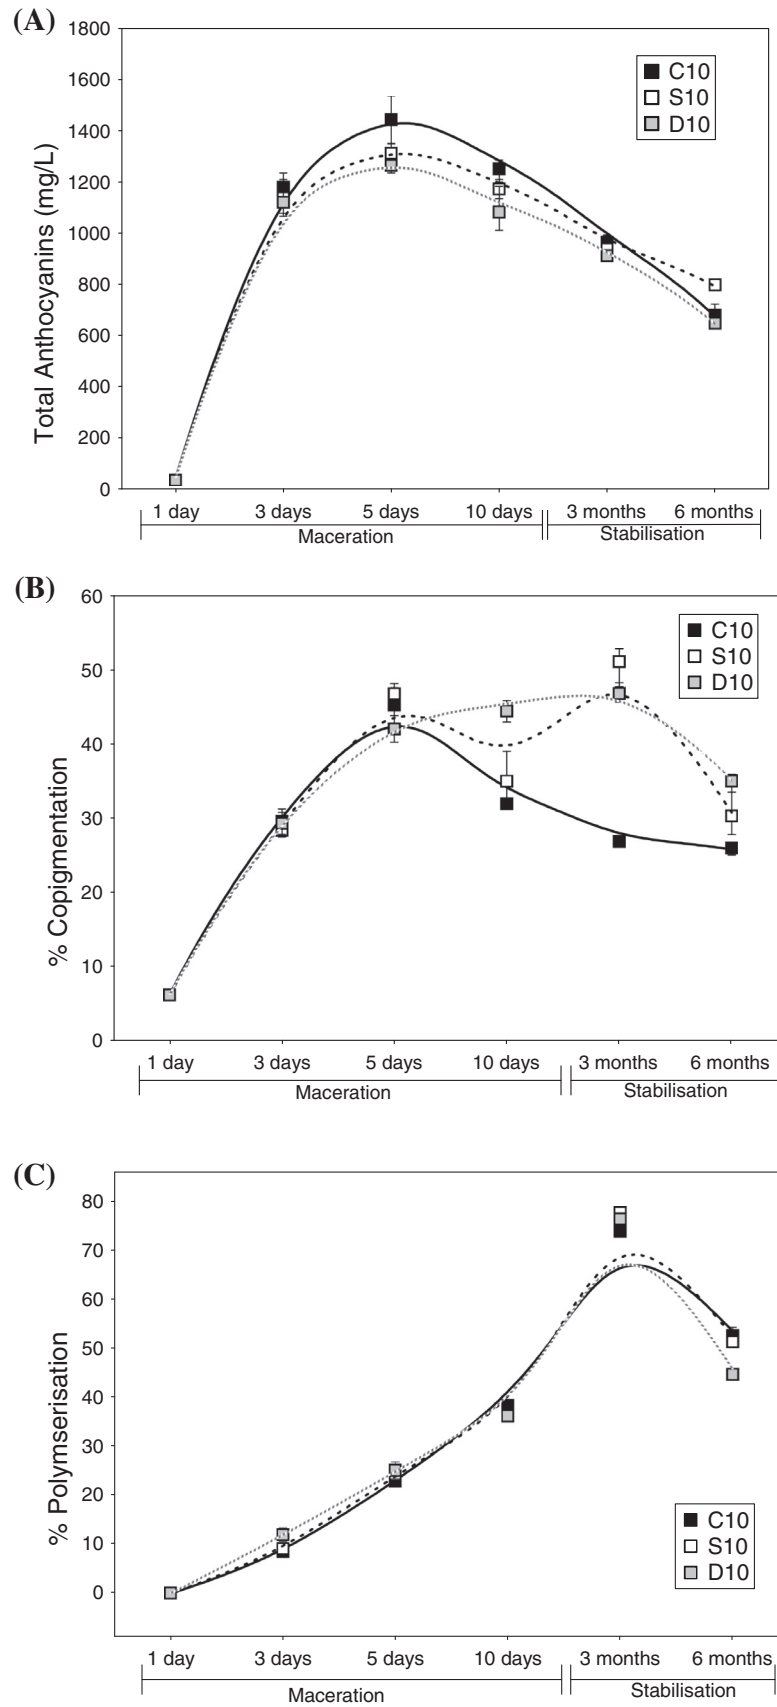 (A)
Total Anthocyanins (mg/L)
1800
1600
1400
1200
1000
800
600
400
200
0
C10
S10
D10
1 day 3 days 5 days 10 days 3 months 6 months
Maceration Stabilisation
(B)
% Copigmentation
60
50
40
30
20
10
0
C10
S10
D10
1 day 3 days 5 days 10 days 3 months 6 months
Maceration Stabilisation
(C)
% Polymserisation
80
70
60
50
40
30
20
10
0
C10
S10
D10
1 day 3 days 5 days 10 days 3 months 6 months
Maceration Stabilisation